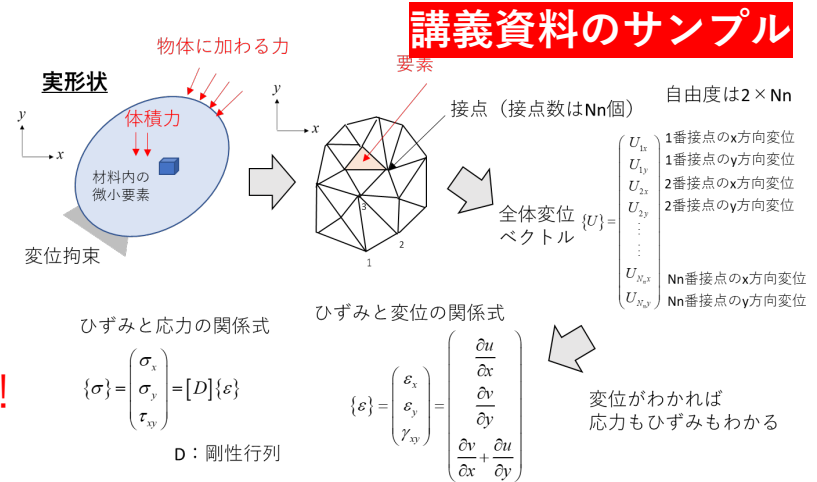 講義資料のサンプル
物体に加わる力
実形状
y
x
体積力
材料内の
微小要素
変位拘束
要素
y
x
接点（接点数はNn個）
3
2
1
自由度は2×Nn
全体変位
ベクトル
{U}=
U1x
U1y
U2x
U2y
⋮
⋮
UNnx
UNny
1番接点のx方向変位
1番接点のy方向変位
2番接点のx方向変位
2番接点のy方向変位
Nn番接点のx方向変位
Nn番接点のy方向変位
!
ひずみと応力の関係式
{σ}=(σx σy τxy)=[D]{ε}
D：剛性行列
ひずみと変位の関係式
{ε}=(εx εy γxy)=(∂u/∂x ∂v/∂y ∂v/∂x+∂u/∂y)
変位がわかれば
応力もひずみもわかる